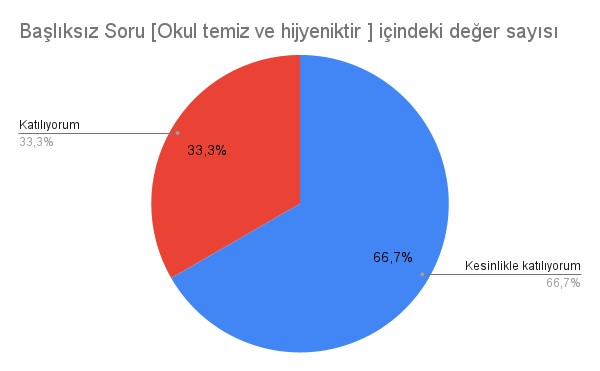 Başlıksız Soru [Okul temiz ve hijyeniktir ] içindeki değer sayısı
Katılıyorum
33,3%
33,3%
66,7%
Kesinlikle katılıyorum
66,7%